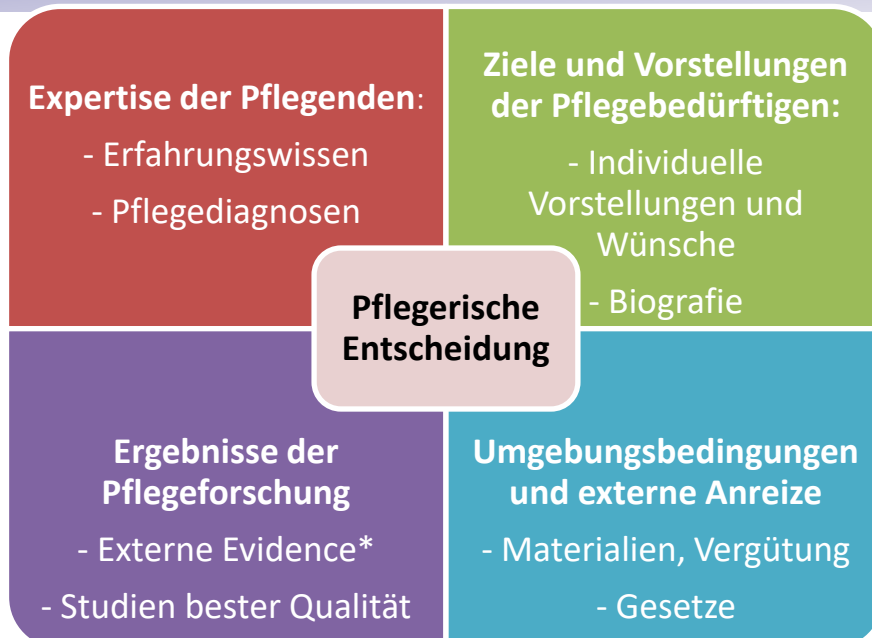 Expertise der Pflegenden:
- Erfahrungswissen
- Pflegediagnosen
Ziele und Vorstellungen
der Pflegebedürftigen:
- Individuelle
Vorstellungen und
Wünsche
- Biografie
Pflegerische
Entscheidung
Ergebnisse der
Pflegeforschung
- Externe Evidence*
- Studien bester Qualität
Umgebungsbedingungen
und externe Anreize
- Materialien, Vergütung
- Gesetze